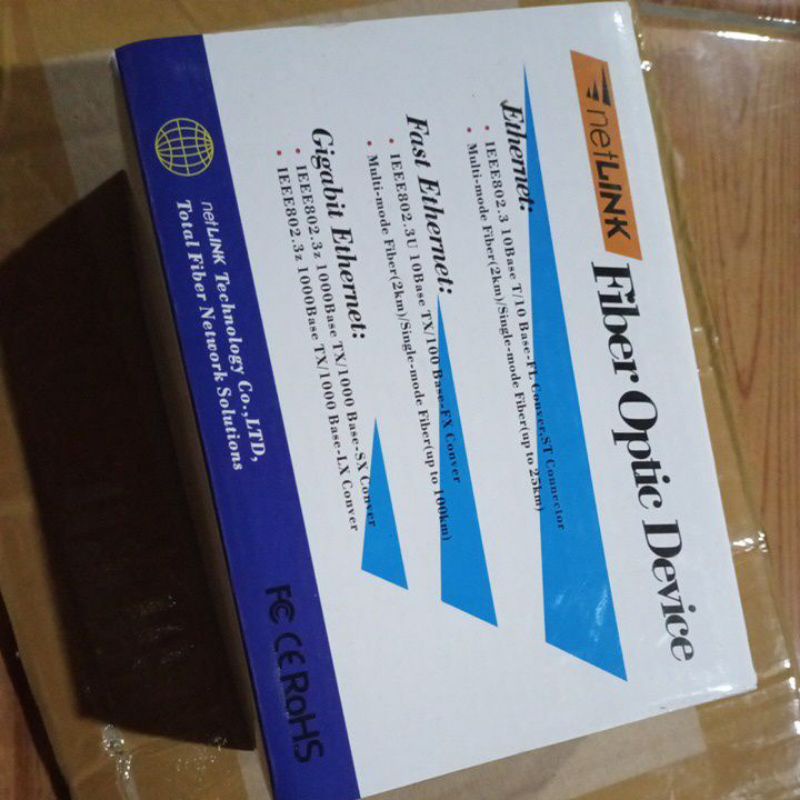 netLINK Fiber Optic Device
Ethernet:
• IEEE802.3 10Base T/10 Base-FL Conver,ST Connector
• Multi-mode Fiber(2km)/Single-mode Fiber(up to 25km)
Fast Ethernet:
• IEEE802.3U 10Base TX/100 Base-FX Conver
• Multi-mode Fiber(2km)/Single-mode Fiber(up to 100km)
Gigabit Ethernet:
• IEEE802.3z 1000Base TX/1000 Base-SX Conver
• IEEE802.3z 1000Base TX/1000 Base-LX Conver
netLINK Technology Co.,LTD,
Total Fiber Network Solutions
FC CE RoHS